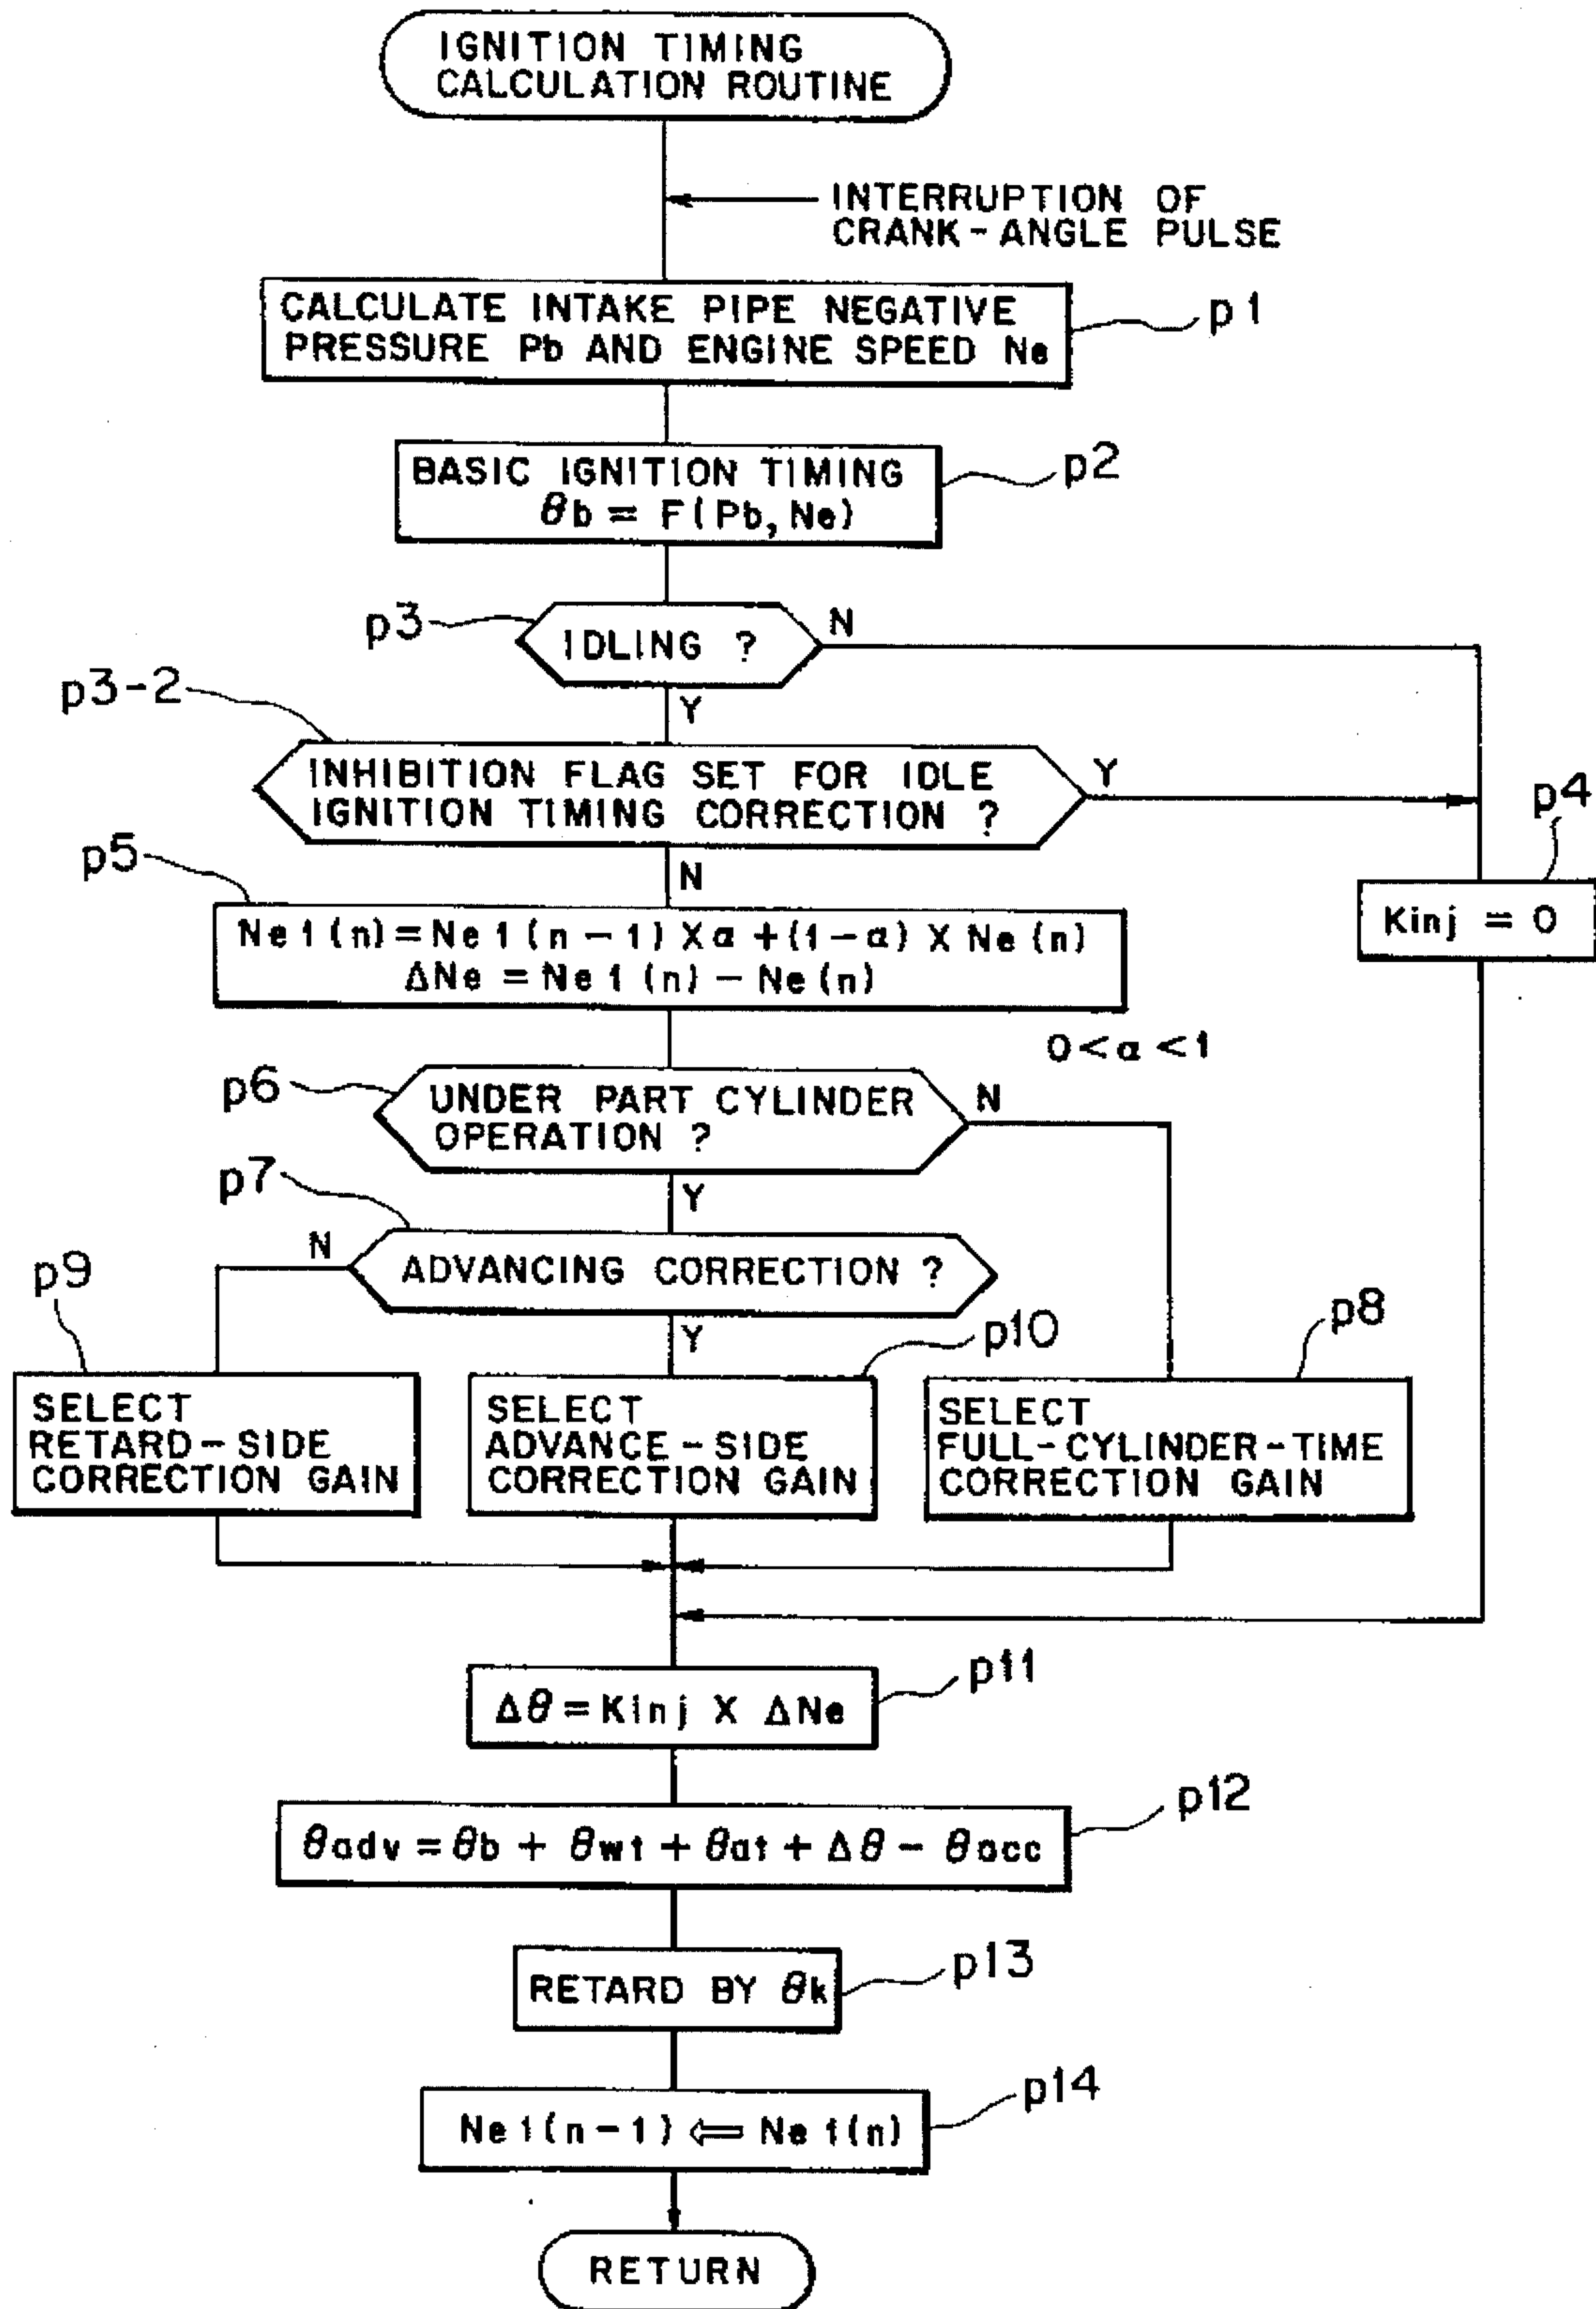 IGNITION TIMING
CALCULATION ROUTINE
INTERRUPTION OF
CRANK-ANGLE PULSE
CALCULATE INTAKE PIPE NEGATIVE
PRESSURE Pb AND ENGINE SPEED Ne
p1
BASIC IGNITION TIMING
θb = F(Pb, Ne)
p2
p3
IDLING ?
N
Y
p3-2
INHIBITION FLAG SET FOR IDLE
IGNITION TIMING CORRECTION ?
Y
N
p4
Kinj = 0
p5
Nef(n) = Nef(n-1) X α + (1-α) X Ne(n)
ΔNe = Nef(n) - Ne(n)
0<α<1
p6
UNDER PART CYLINDER
OPERATION ?
N
Y
p7
ADVANCING CORRECTION ?
N
Y
p9
SELECT
RETARD-SIDE
CORRECTION GAIN
p10
SELECT
ADVANCE-SIDE
CORRECTION GAIN
p8
SELECT
FULL-CYLINDER-TIME
CORRECTION GAIN
p11
Δθ = Kinj X ΔNe
p12
θadv = θb + θwt + θat + Δθ - θacc
p13
RETARD BY θk
p14
Nef(n-1) ⇐ Nef(n)
RETURN